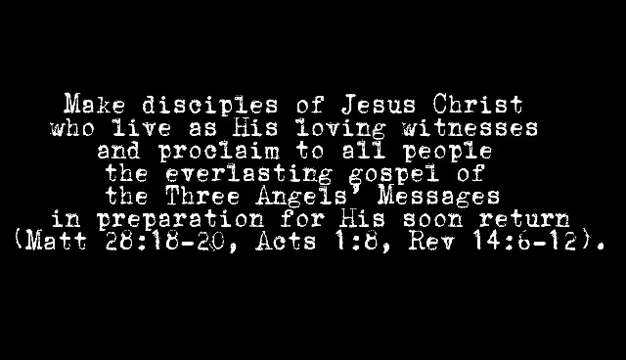 Make disciples of Jesus Christ
who live as His loving witnesses
and proclaim to all people
the everlasting gospel of
the Three Angels' Messages
in preparation for His soon return
(Matt 28:18-20, Acts 1:8, Rev 14:6-12).